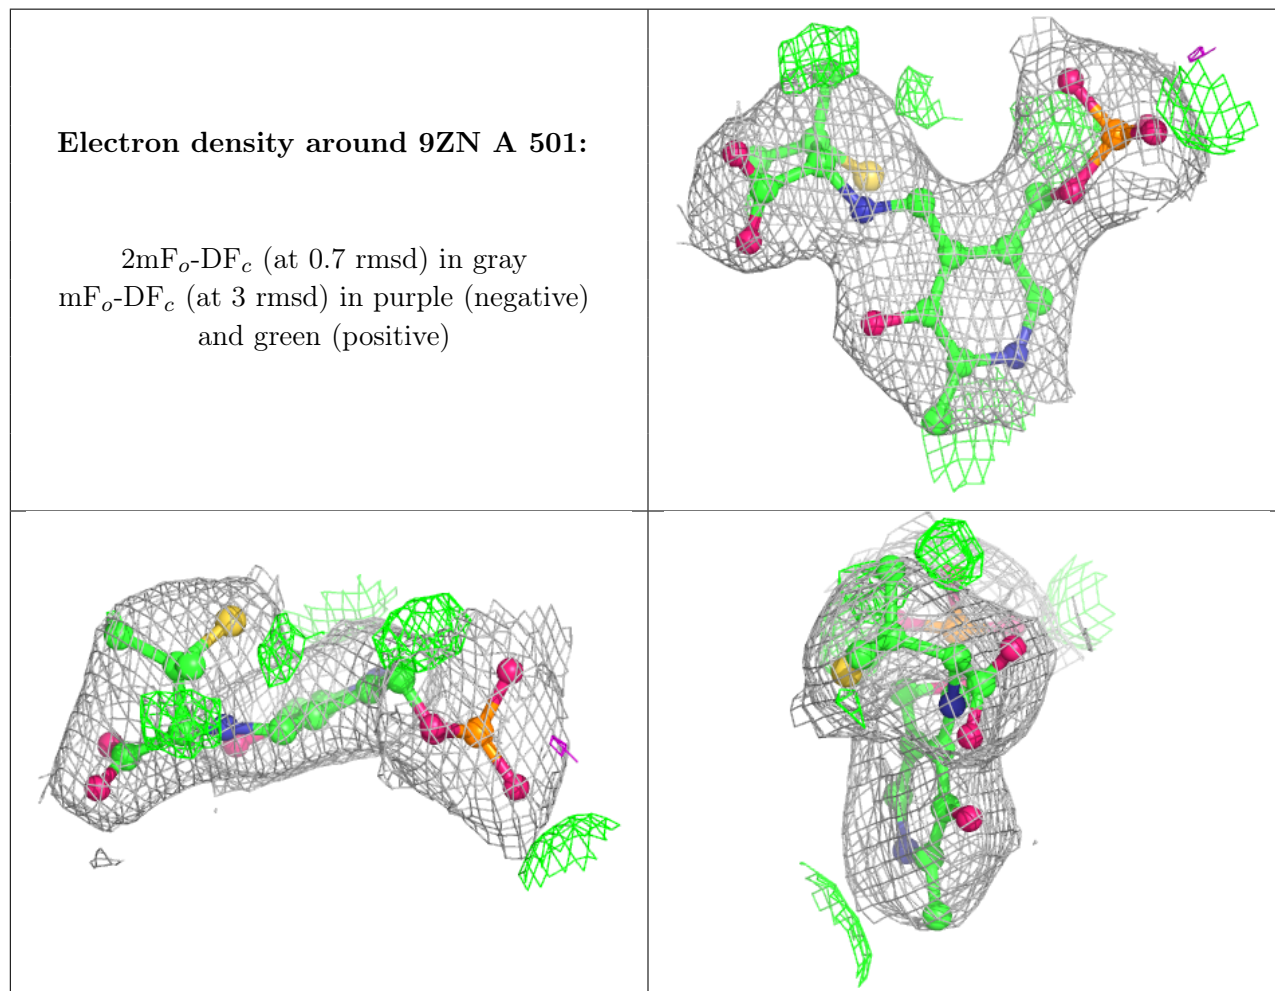 Electron density around 9ZN A 501:
2mFo-DFc (at 0.7 rmsd) in gray
mFo-DFc (at 3 rmsd) in purple (negative)
and green (positive)